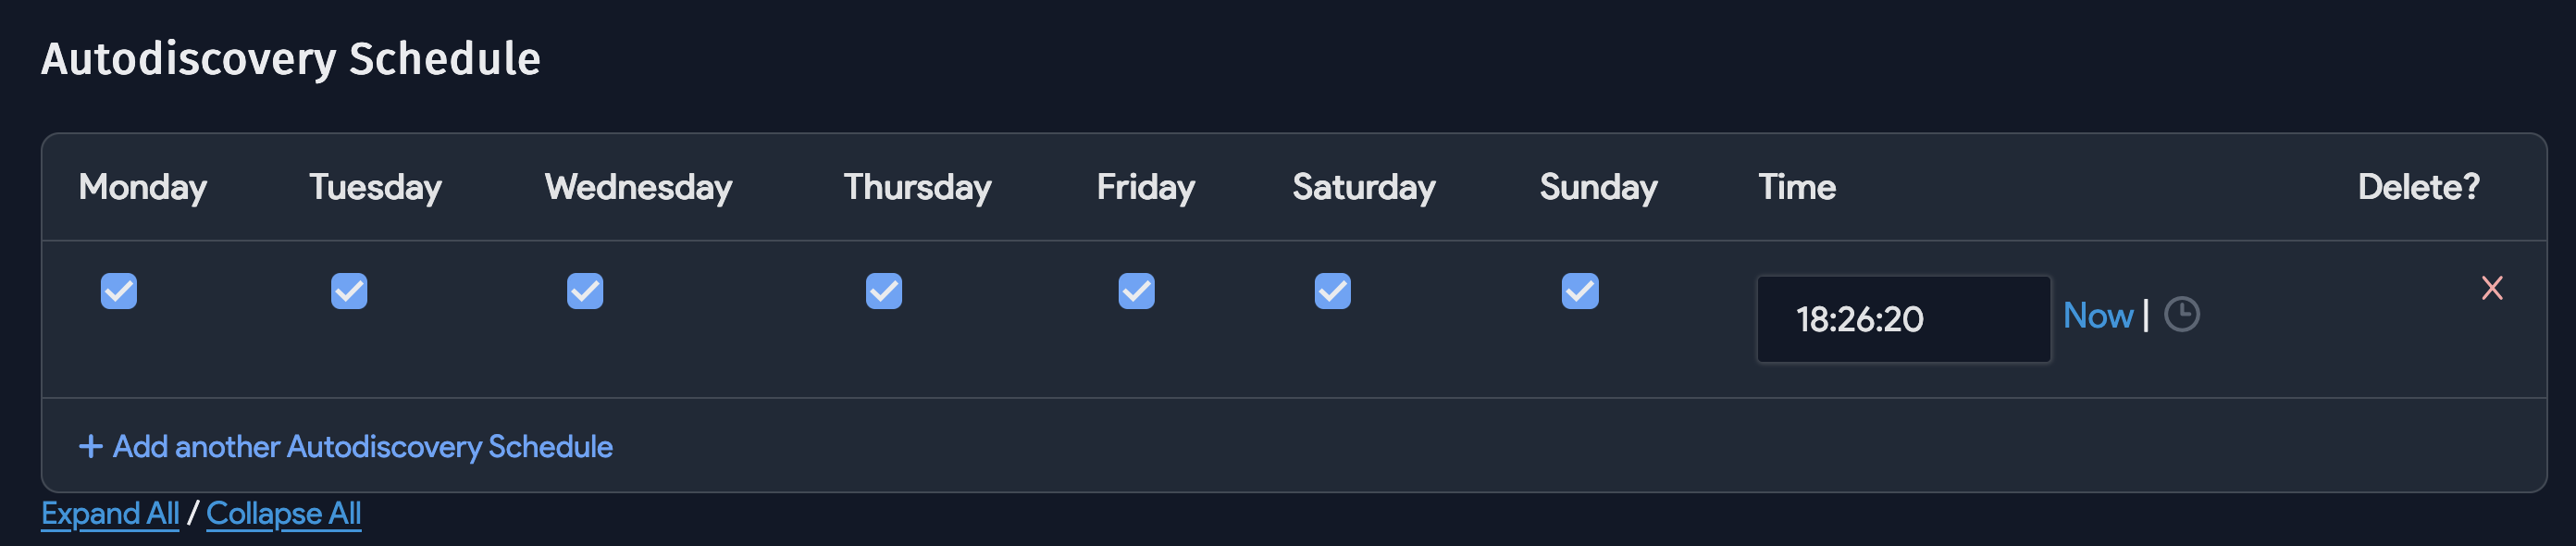 Autodiscovery Schedule
Monday Tuesday Wednesday Thursday Friday Saturday Sunday Time Delete?
18:26:20 Now |
+ Add another Autodiscovery Schedule
Expand All / Collapse All